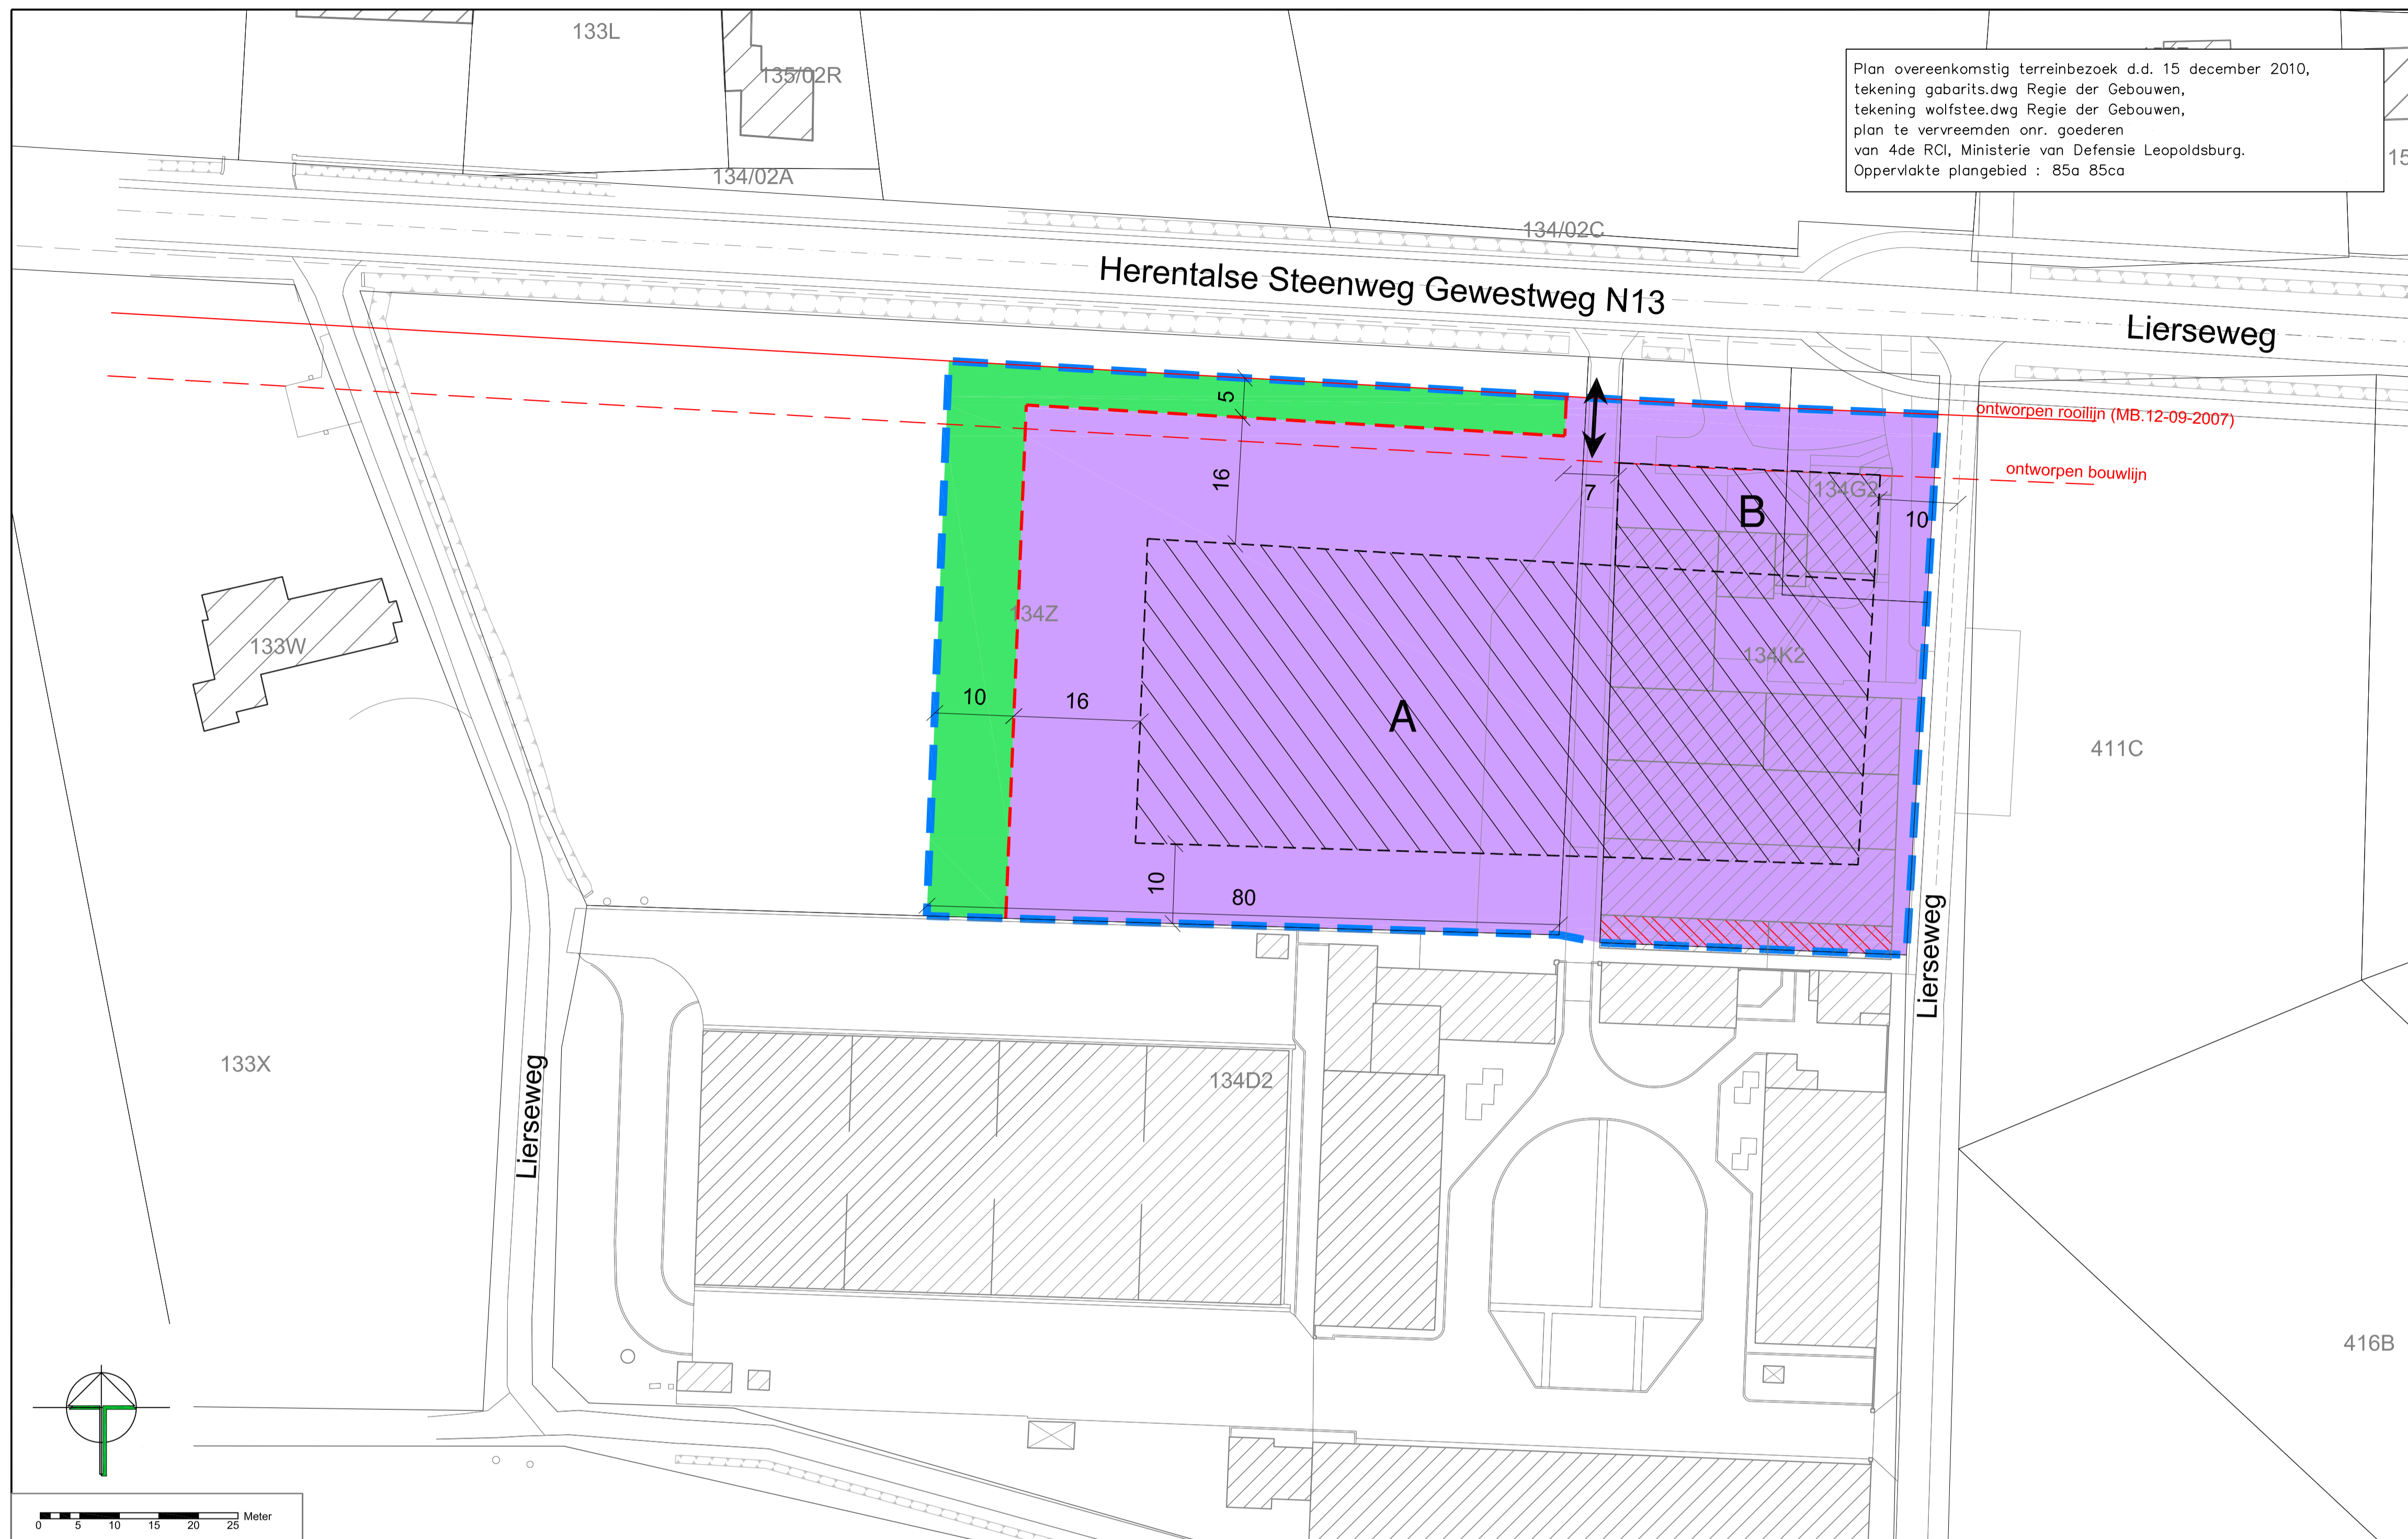 133L
135/02R
134/02A
134/02C
Plan overeenkomstig terreinbezoek d.d. 15 december 2010,
tekening gabarits.dwg Regie der Gebouwen,
tekening wolfstee.dwg Regie der Gebouwen,
plan te vervreemden onr. goederen
van 4de RCI, Ministerie van Defensie Leopoldsburg.
Oppervlakte plangebied : 85a 85ca
15
Herentalse Steenweg Gewestweg N13
Lierseweg
ontworpen rooilijn (MB.12-09-2007)
ontworpen bouwlijn
5
16
7
B
134G2
10
134Z
133W
134K2
10
16
A
411C
10
80
Lierseweg
133X
Lierseweg
134D2
416B
0 5 10 15 20 25 Meter